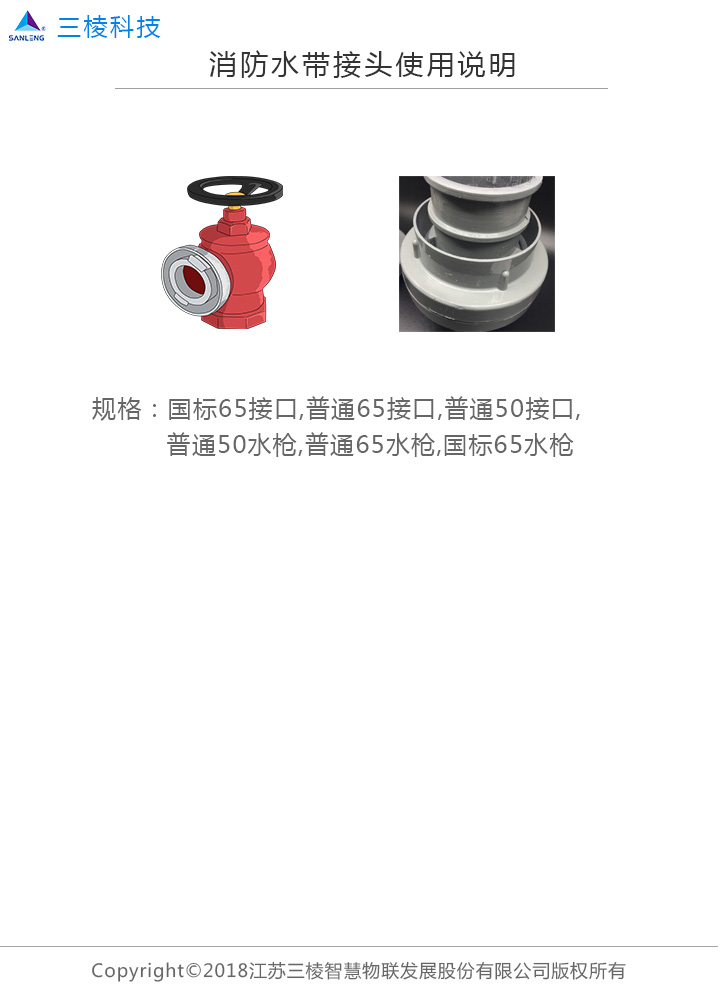 SANLENG®
三棱科技
消防水带接头使用说明
规格：国标65接口,普通65接口,普通50接口,
普通50水枪,普通65水枪,国标65水枪
Copyright©2018江苏三棱智慧物联发展股份有限公司版权所有